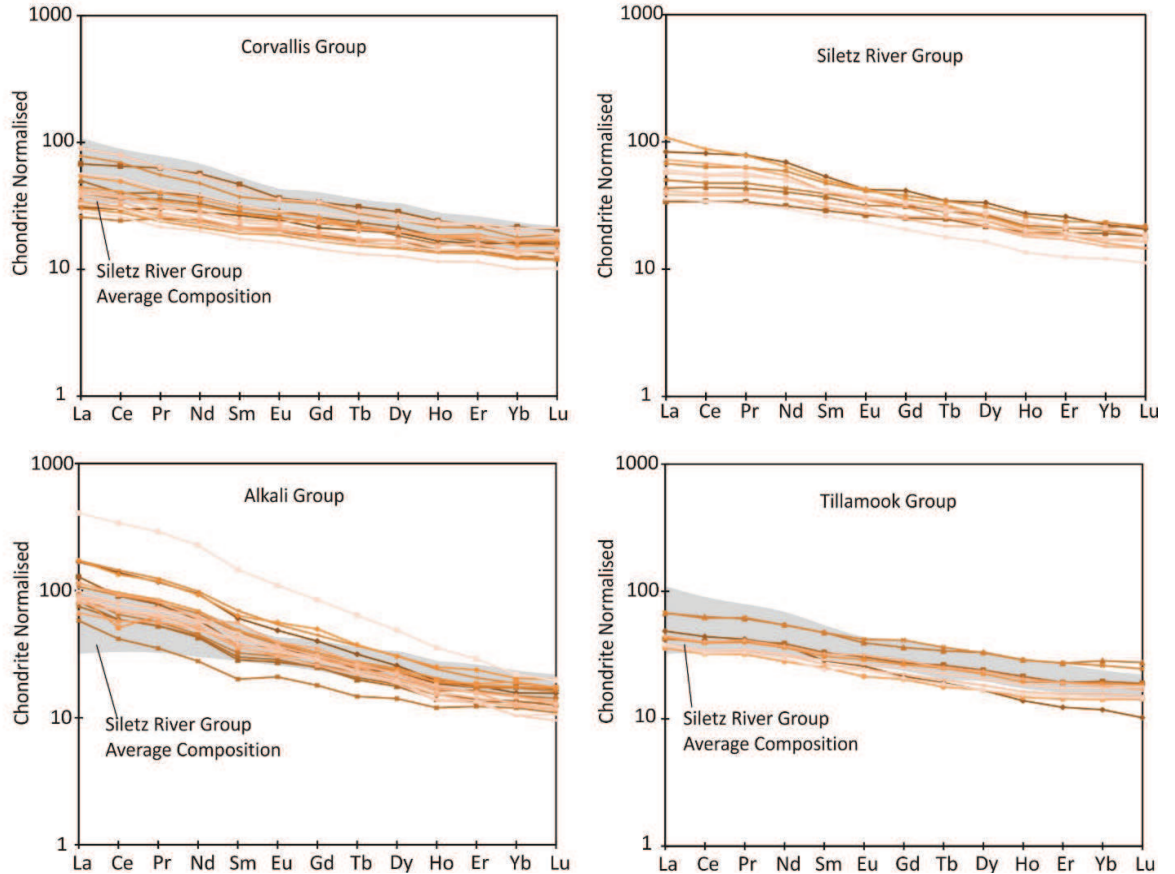 1000
100
10
1
Chondrite Normalised
Corvallis Group
Siletz River Group
Average Composition
La Ce Pr Nd Sm Eu Gd Tb Dy Ho Er Yb Lu
1000
100
10
1
Chondrite Normalised
Siletz River Group
La Ce Pr Nd Sm Eu Gd Tb Dy Ho Er Yb Lu
1000
100
10
1
Chondrite Normalised
Alkali Group
Siletz River Group
Average Composition
La Ce Pr Nd Sm Eu Gd Tb Dy Ho Er Yb Lu
1000
100
10
1
Chondrite Normalised
Tillamook Group
Siletz River Group
Average Composition
La Ce Pr Nd Sm Eu Gd Tb Dy Ho Er Yb Lu